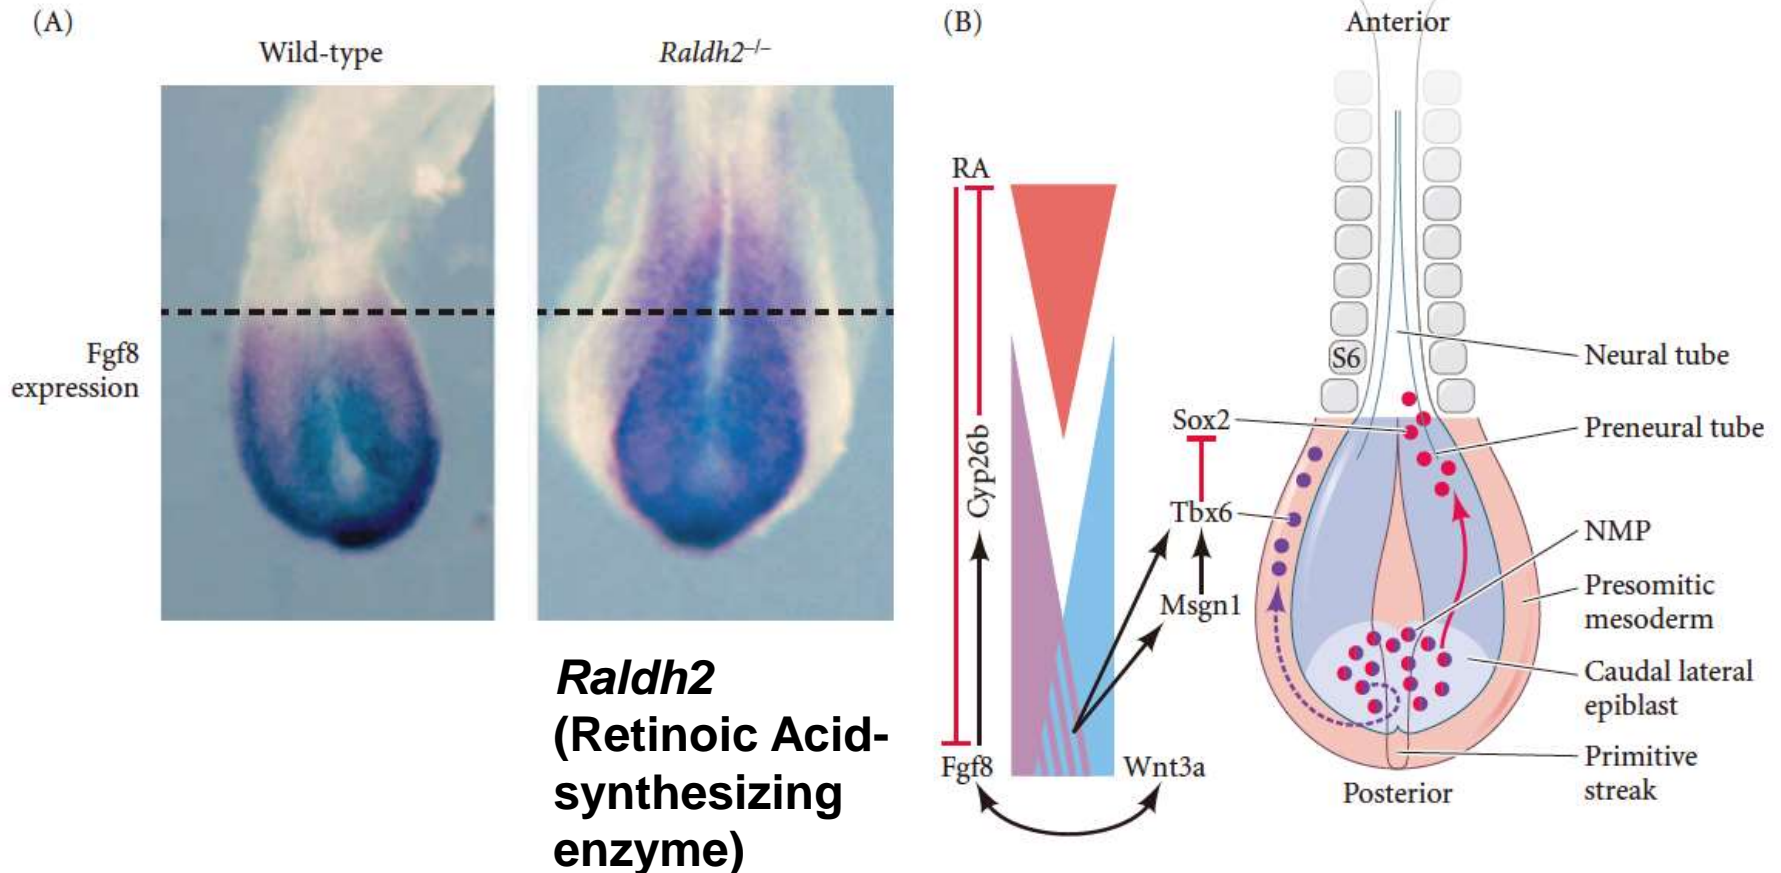 (A)
Wild-type
Raldh2–/–
Fgf8
expression
Raldh2
(Retinoic Acid-
synthesizing
enzyme)
(B)
Anterior
RA
Cyp26b
Fgf8
Wnt3a
Sox2
Tbx6
Msgn1
S6
Neural tube
Preneural tube
NMP
Presomitic
mesoderm
Caudal lateral
epiblast
Primitive
streak
Posterior